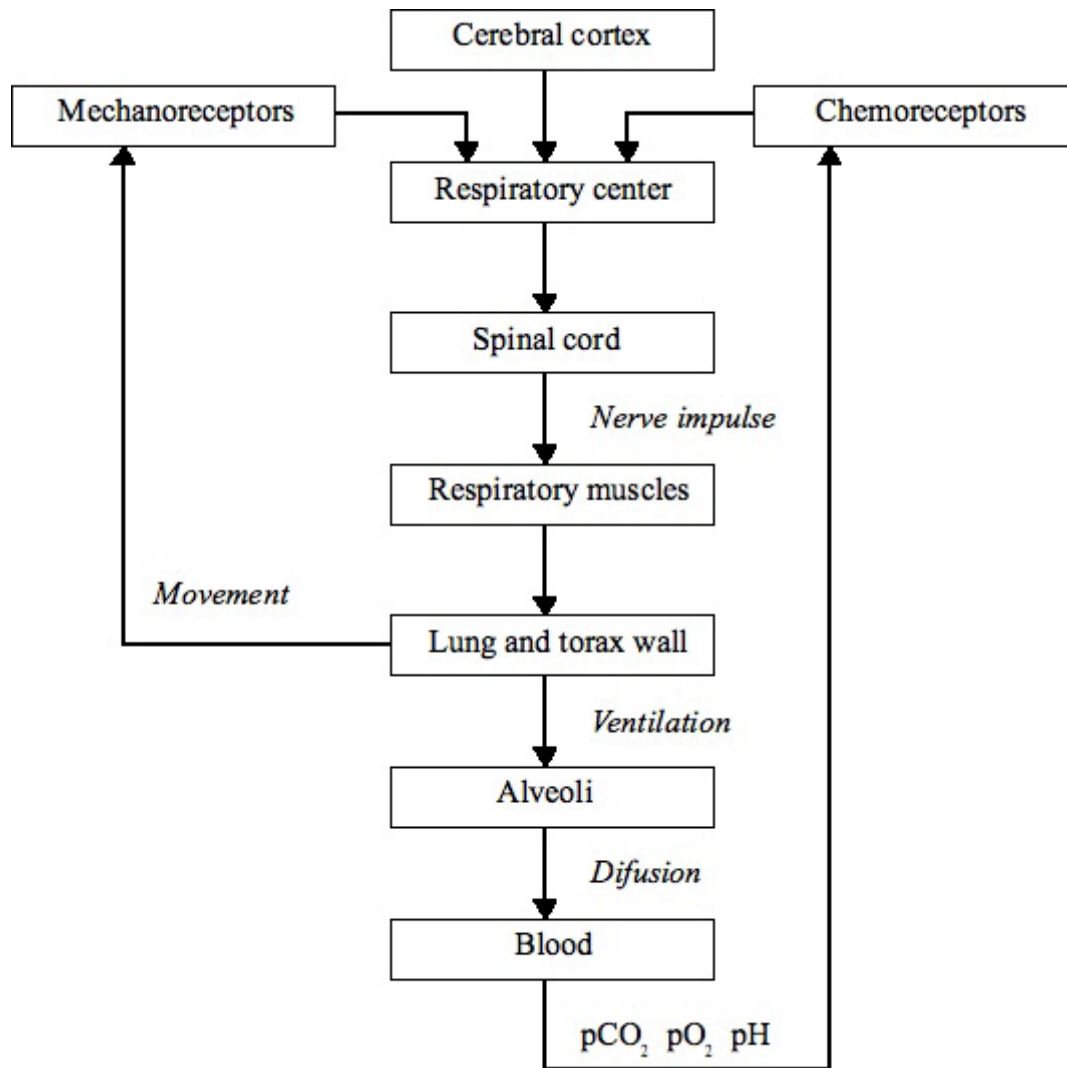 Cerebral cortex
Mechanoreceptors
Chemoreceptors
Respiratory center
Spinal cord
Nerve impulse
Respiratory muscles
Movement
Lung and torax wall
Ventilation
Alveoli
Difusion
Blood
pCO₂ pO₂ pH